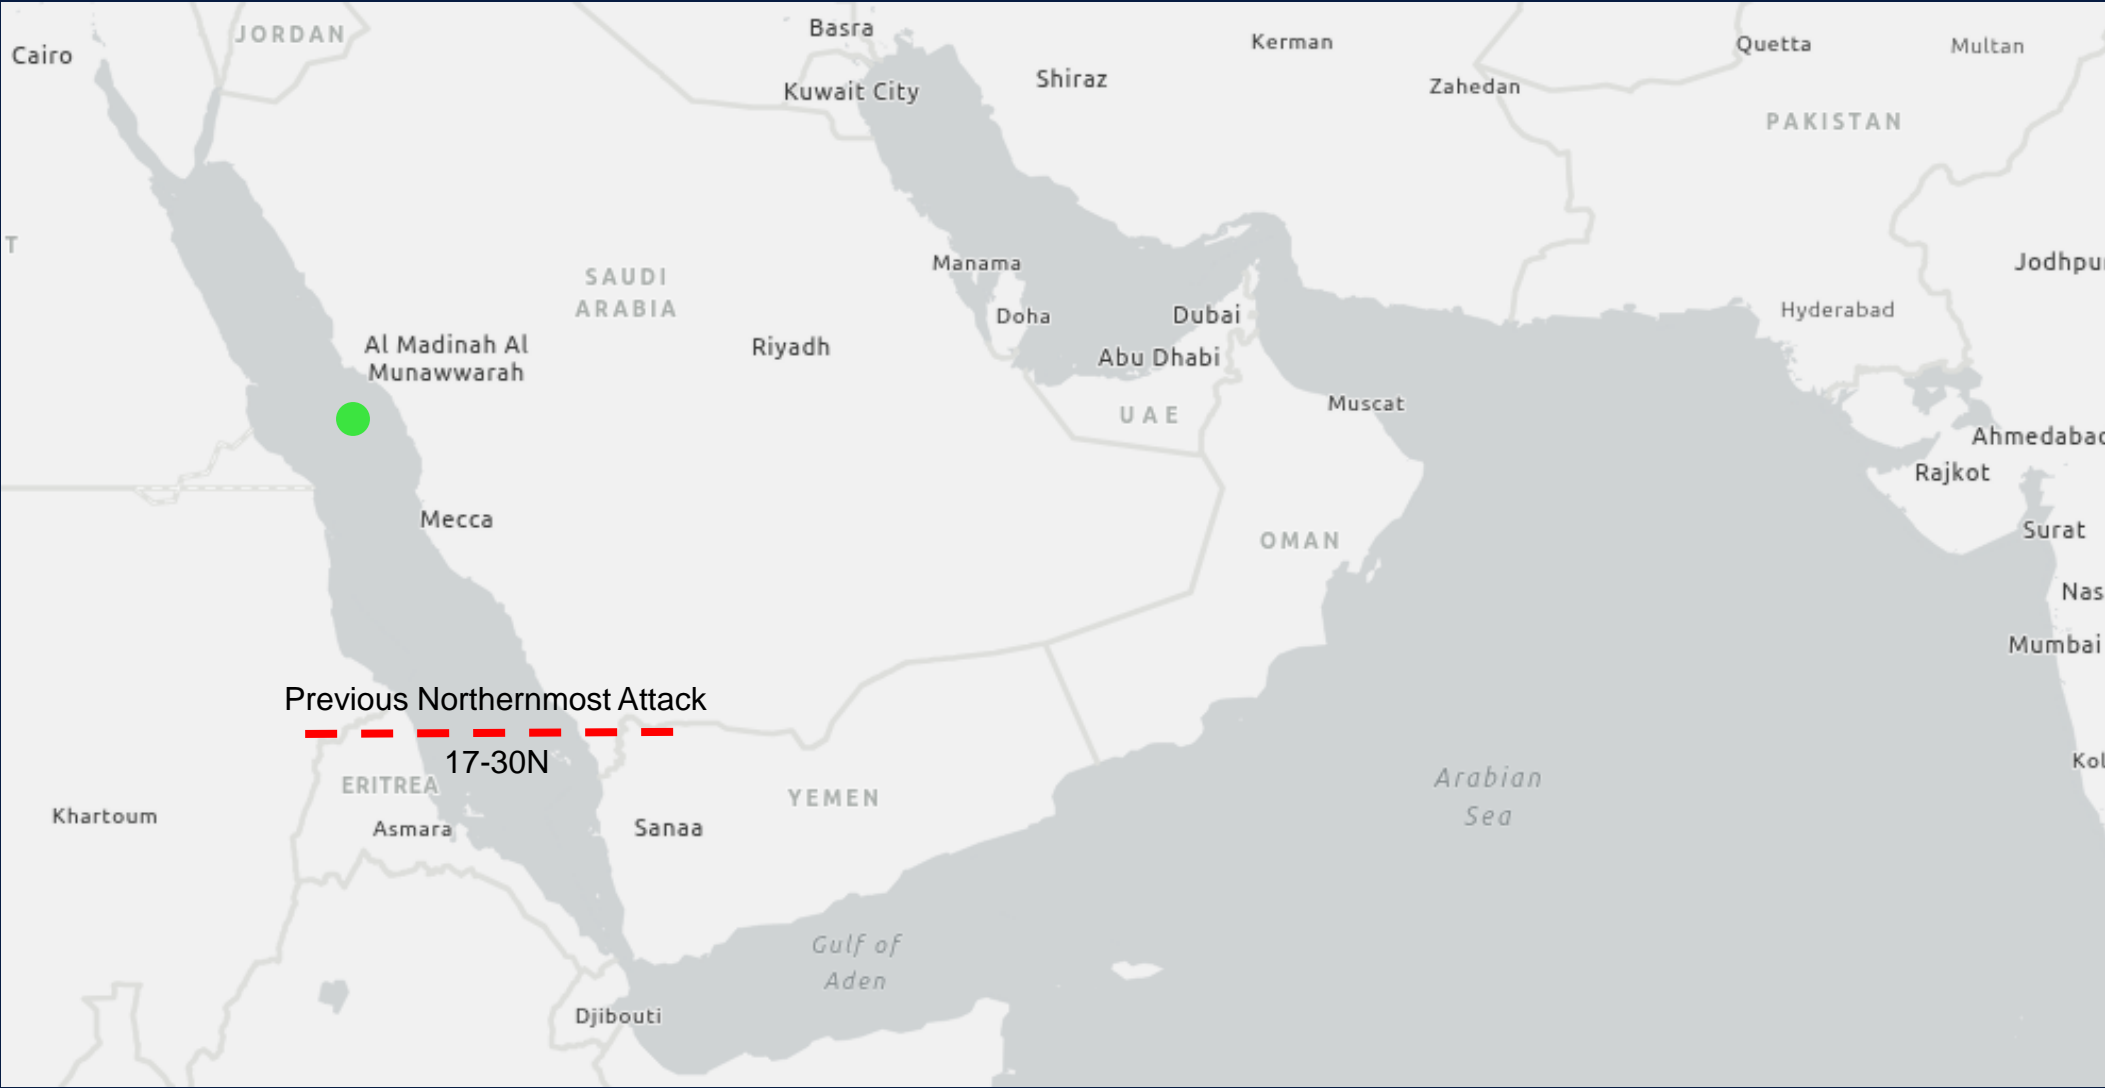 JORDAN
Basra
Kerman
Quetta
Multan
Cairo
Kuwait City
Shiraz
Zahedan
PAKISTAN
T
SAUDI
ARABIA
Manama
Jodhpu
Al Madinah Al
Munawwarah
Riyadh
Doha
Dubai
Hyderabad
Abu Dhabi
UAE
Muscat
Ahmedabad
Rajkot
Mecca
OMAN
Surat
Nas
Mumbai
Previous Northernmost Attack
17-30N
ERITREA
YEMEN
Arabian
Sea
Kol
Khartoum
Asmara
Sanaa
Gulf of
Aden
Djibouti